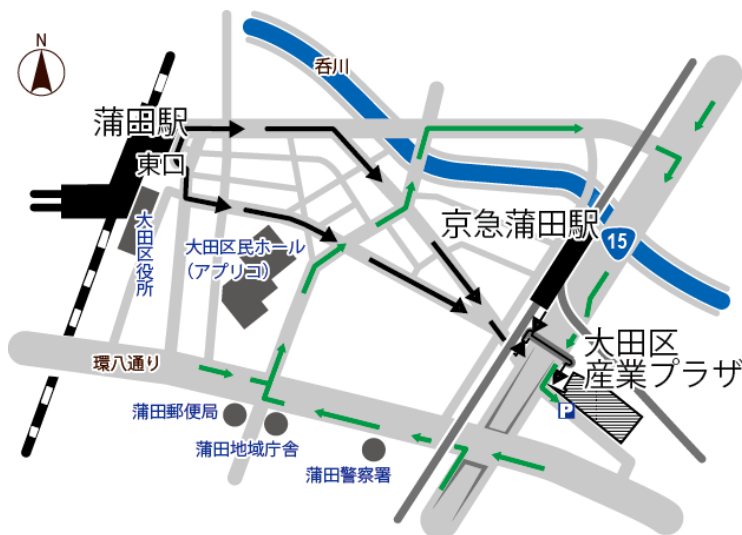 N
呑川
蒲田駅
東口
大田区役所
大田区民ホール
(アプリコ)
京急蒲田駅
15
大田区
産業プラザ
P
環八通り
蒲田郵便局
蒲田地域庁舎
蒲田警察署